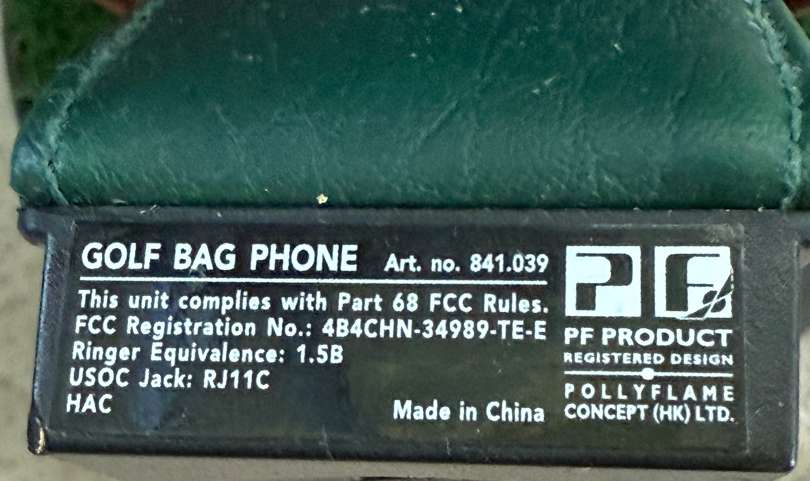 GOLF BAG PHONE Art. no. 841.039
This unit complies with Part 68 FCC Rules.
FCC Registration No.: 4B4CHN-34989-TE-E
Ringer Equivalence: 1.5B
USOC Jack: RJ11C
HAC
Made in China
PF
PF PRODUCT
REGISTERED DESIGN
POLLYFLAME
CONCEPT (HK) LTD.